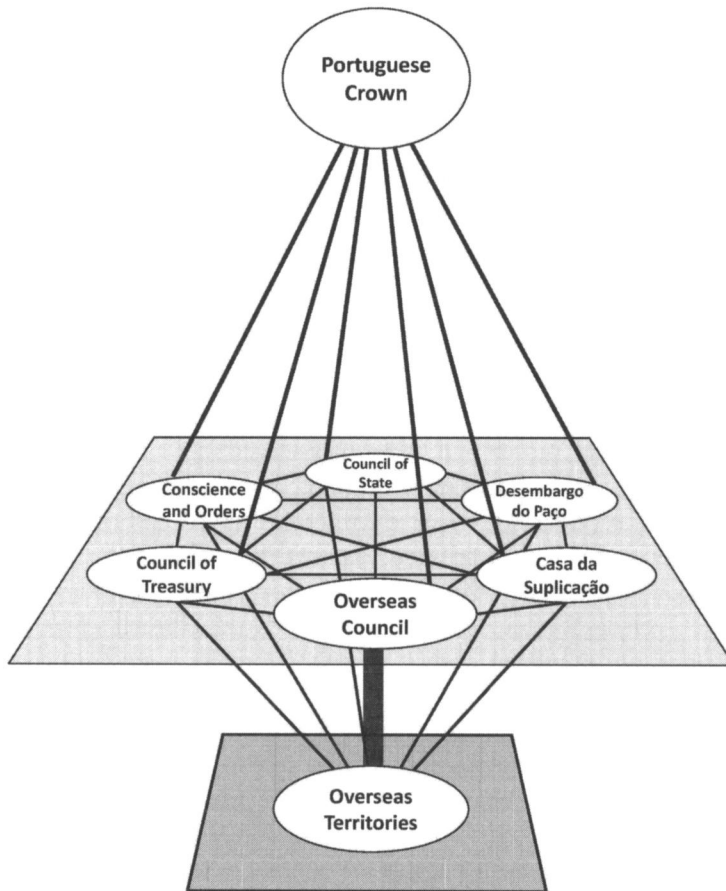 Portuguese
Crown
Council of
State
Conscience
and Orders
Desembargo
do Paço
Council of
Treasury
Casa da
Suplicação
Overseas
Council
Overseas
Territories